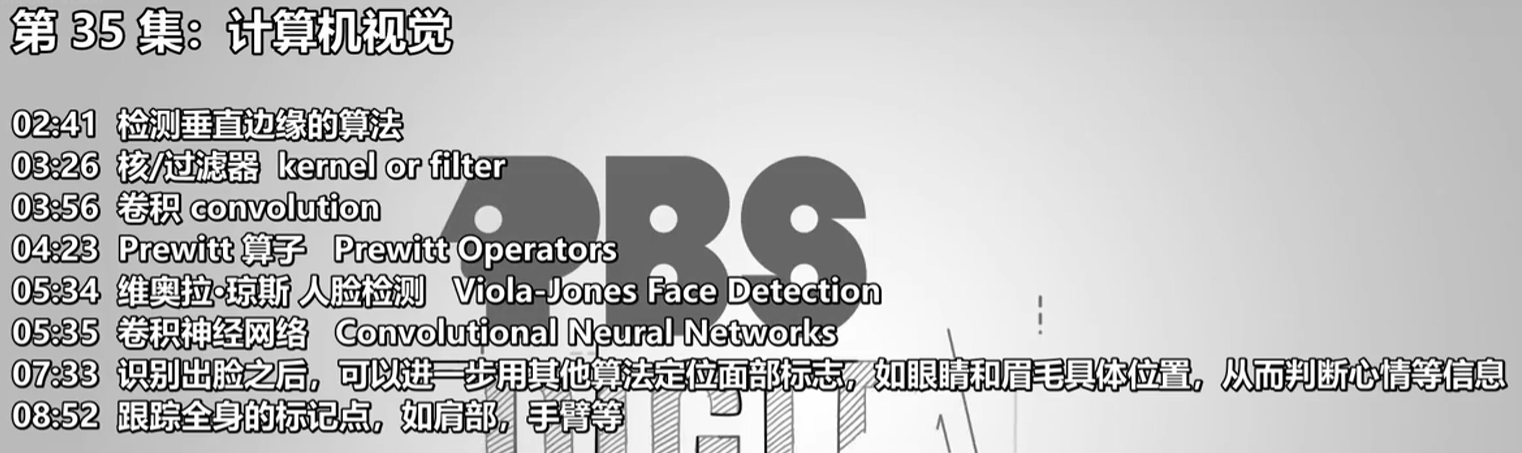 第 35 集：计算机视觉
02:41 检测垂直边缘的算法
03:26 核/过滤器 kernel or filter
03:56 卷积 convolution
04:23 Prewitt 算子 Prewitt Operators
05:34 维奥拉·琼斯 人脸检测 Viola-Jones Face Detection
05:35 卷积神经网络 Convolutional Neural Networks
07:33 识别出脸之后，可以进一步用其他算法定位面部标志，如眼睛和眉毛具体位置，从而判断心情等信息
08:52 跟踪全身的标记点，如肩部，手臂等
PBS